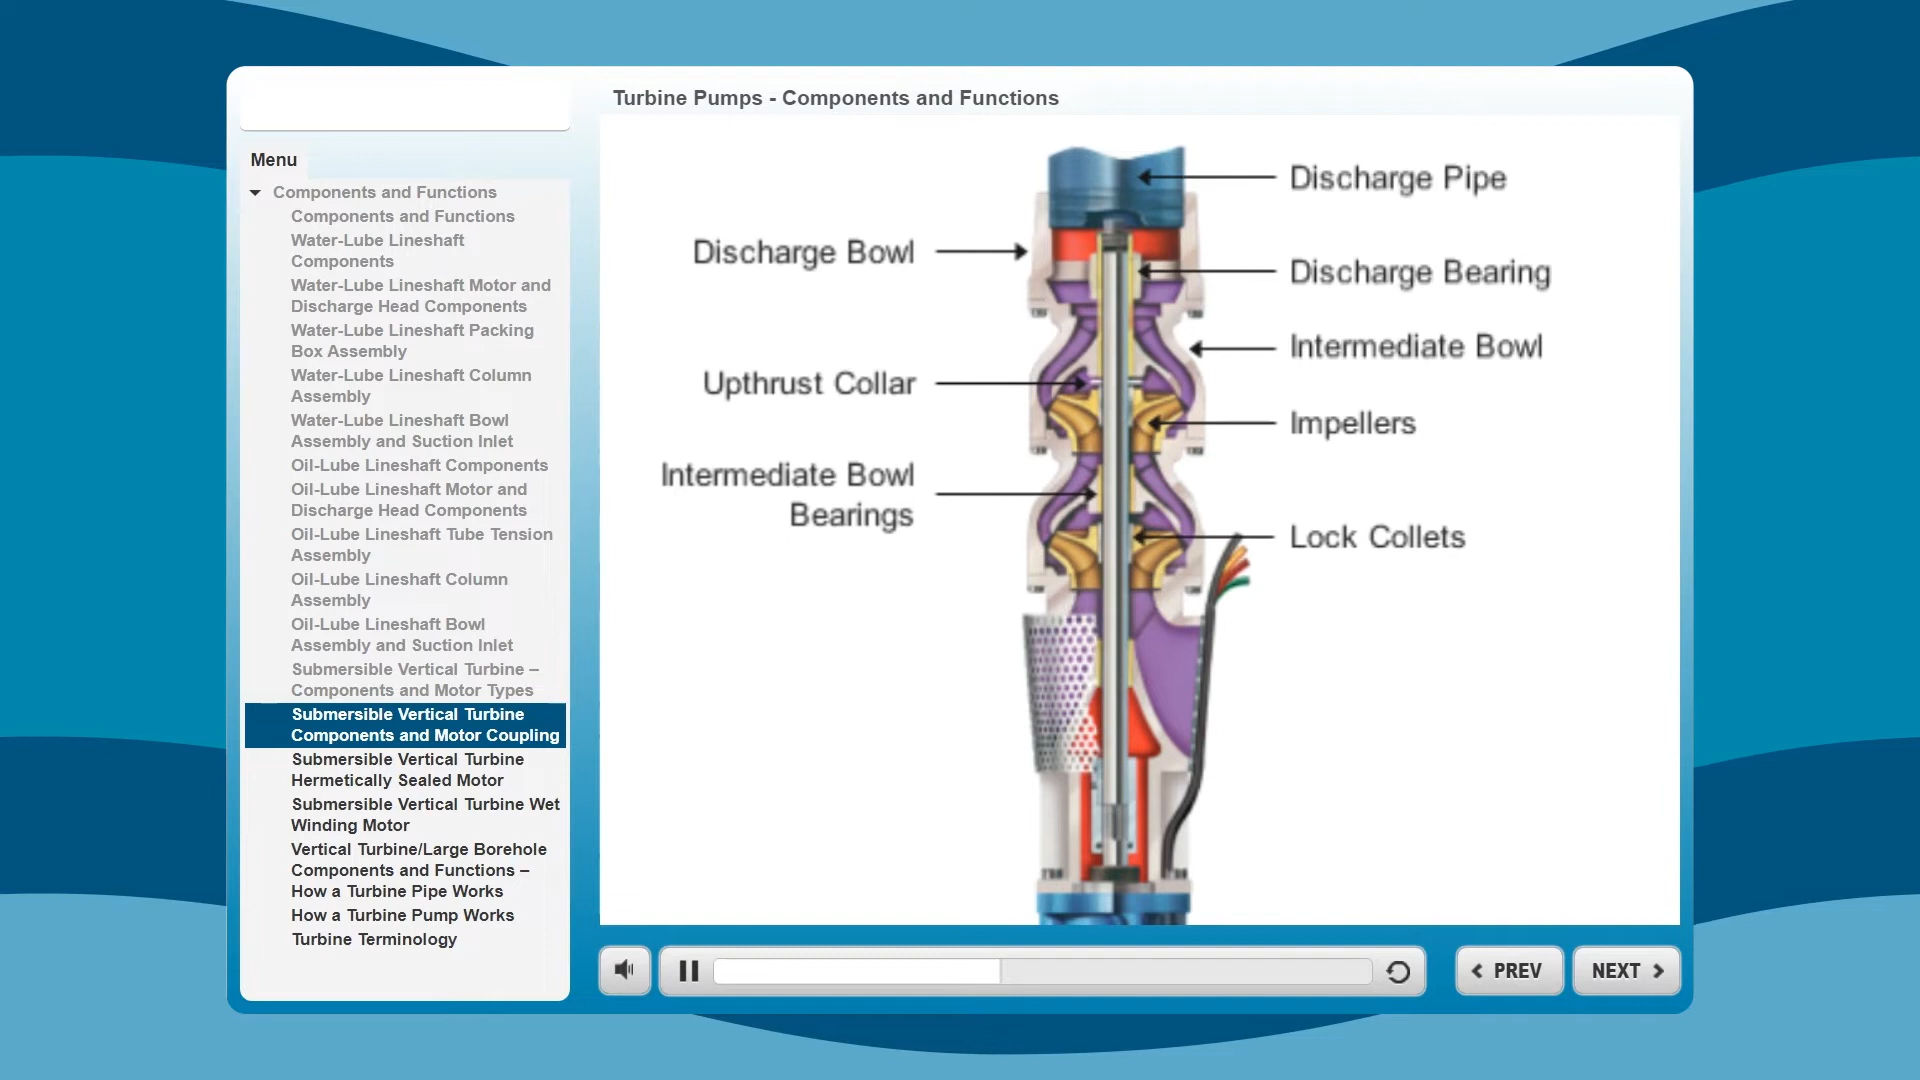 Turbine Pumps - Components and Functions
Menu
Components and Functions
Components and Functions
Water-Lube Lineshaft
Components
Water-Lube Lineshaft Motor and
Discharge Head Components
Water-Lube Lineshaft Packing
Box Assembly
Water-Lube Lineshaft Column
Assembly
Water-Lube Lineshaft Bowl
Assembly and Suction Inlet
Oil-Lube Lineshaft Components
Oil-Lube Lineshaft Motor and
Discharge Head Components
Oil-Lube Lineshaft Tube Tension
Assembly
Oil-Lube Lineshaft Column
Assembly
Oil-Lube Lineshaft Bowl
Assembly and Suction Inlet
Submersible Vertical Turbine –
Components and Motor Types
Submersible Vertical Turbine
Components and Motor Coupling
Submersible Vertical Turbine
Hermetically Sealed Motor
Submersible Vertical Turbine Wet
Winding Motor
Vertical Turbine/Large Borehole
Components and Functions –
How a Turbine Pipe Works
How a Turbine Pump Works
Turbine Terminology
Discharge Pipe
Discharge Bowl
Discharge Bearing
Intermediate Bowl
Upthrust Collar
Impellers
Intermediate Bowl
Bearings
Lock Collets
PREV
NEXT